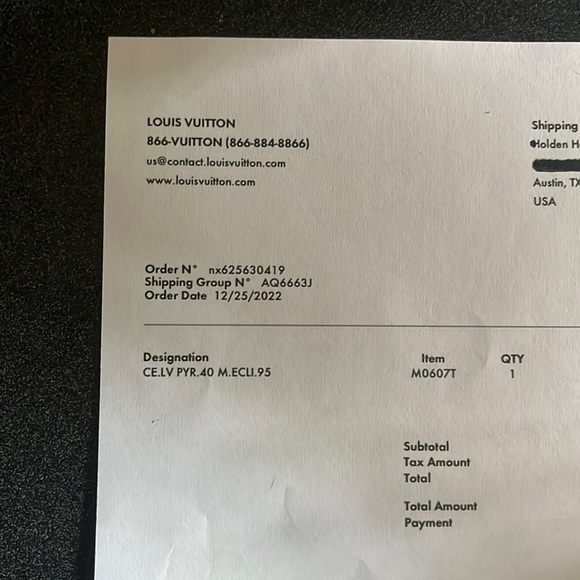 LOUIS VUITTON
866-VUITTON (866-884-8866)
us@contact.louisvuitton.com
www.louisvuitton.com
Shipping
Holden
Austin, TX
USA
Order N° nx625630419
Shipping Group N° AQ6663J
Order Date 12/25/2022
Designation Item QTY
CE.LV PYR.40 M.ECLI.95 M0607T 1
Subtotal
Tax Amount
Total
Total Amount
Payment